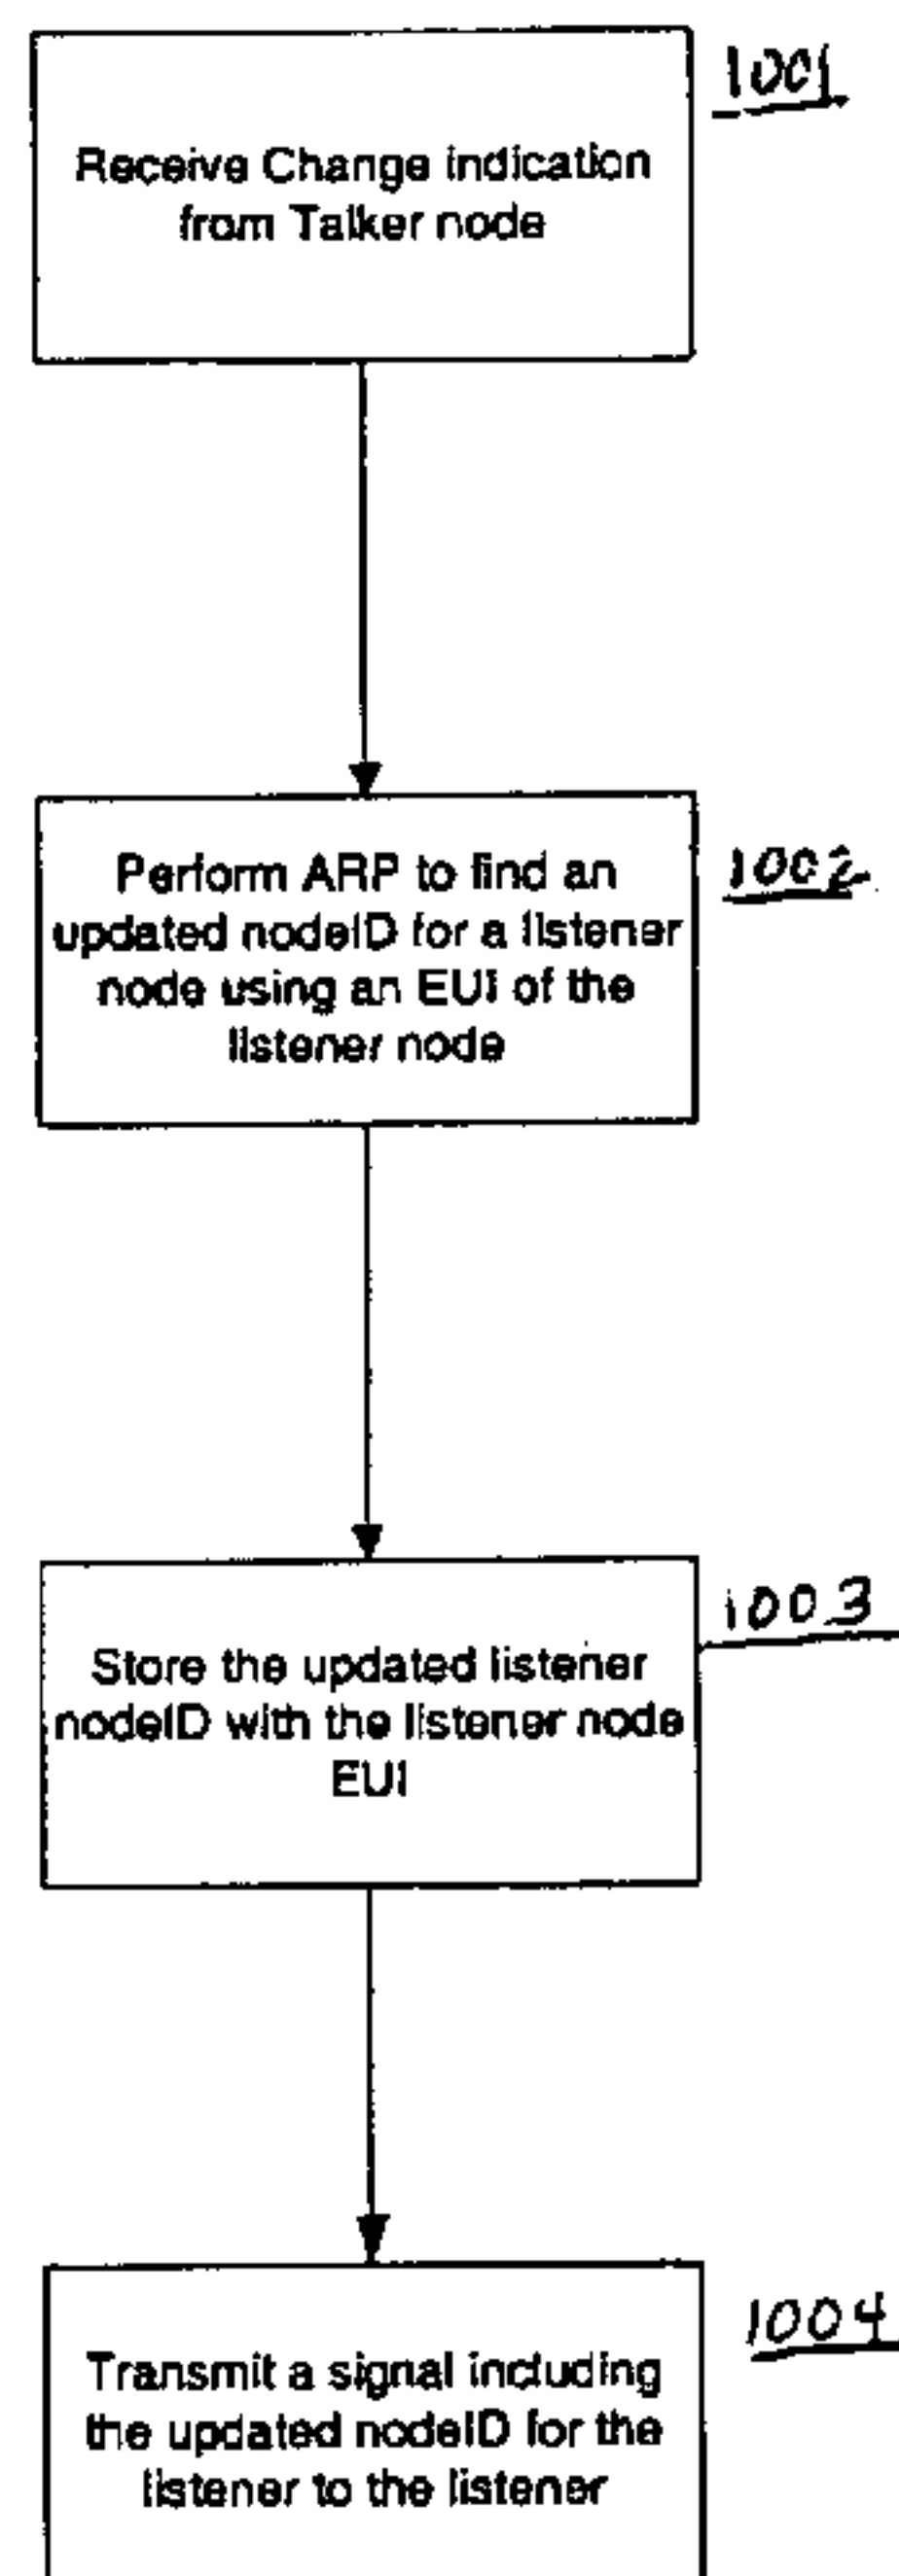 Receive Change indication
from Talker node
1001
Perform ARP to find an
updated nodeID for a listener
node using an EUI of the
listener node
1002
Store the updated listener
nodeID with the listener node
EUI
1003
Transmit a signal including
the updated nodeID for the
listener to the listener
1004